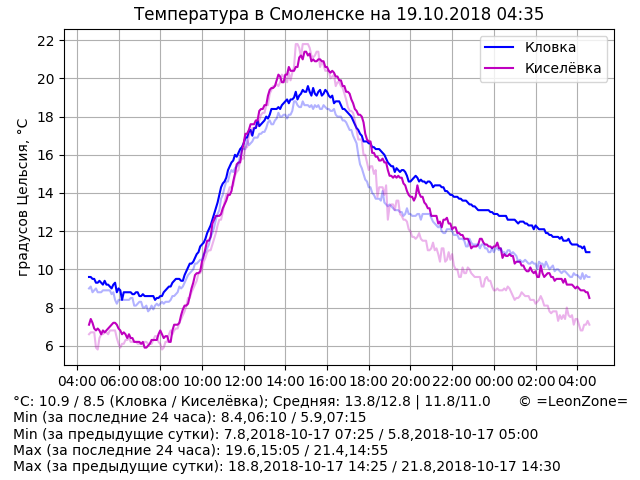 Температура в Смоленске на 19.10.2018 04:35
градусов Цельсия, °C
22
20
18
16
14
12
10
8
6
Кловка
Киселёвка
04:00 06:00 08:00 10:00 12:00 14:00 16:00 18:00 20:00 22:00 00:00 02:00 04:00
°C: 10.9 / 8.5 (Кловка / Киселёвка); Средняя: 13.8/12.8 | 11.8/11.0 © =LeonZone=
Min (за последние 24 часа): 8.4,06:10 / 5.9,07:15
Min (за предыдущие сутки): 7.8,2018-10-17 07:25 / 5.8,2018-10-17 05:00
Max (за последние 24 часа): 19.6,15:05 / 21.4,14:55
Max (за предыдущие сутки): 18.8,2018-10-17 14:25 / 21.8,2018-10-17 14:30